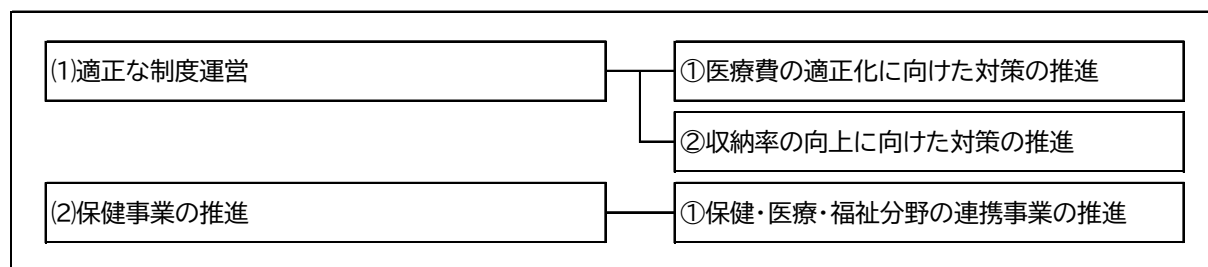 ⑴適正な制度運営
①医療費の適正化に向けた対策の推進
②収納率の向上に向けた対策の推進
⑵保健事業の推進
①保健・医療・福祉分野の連携事業の推進